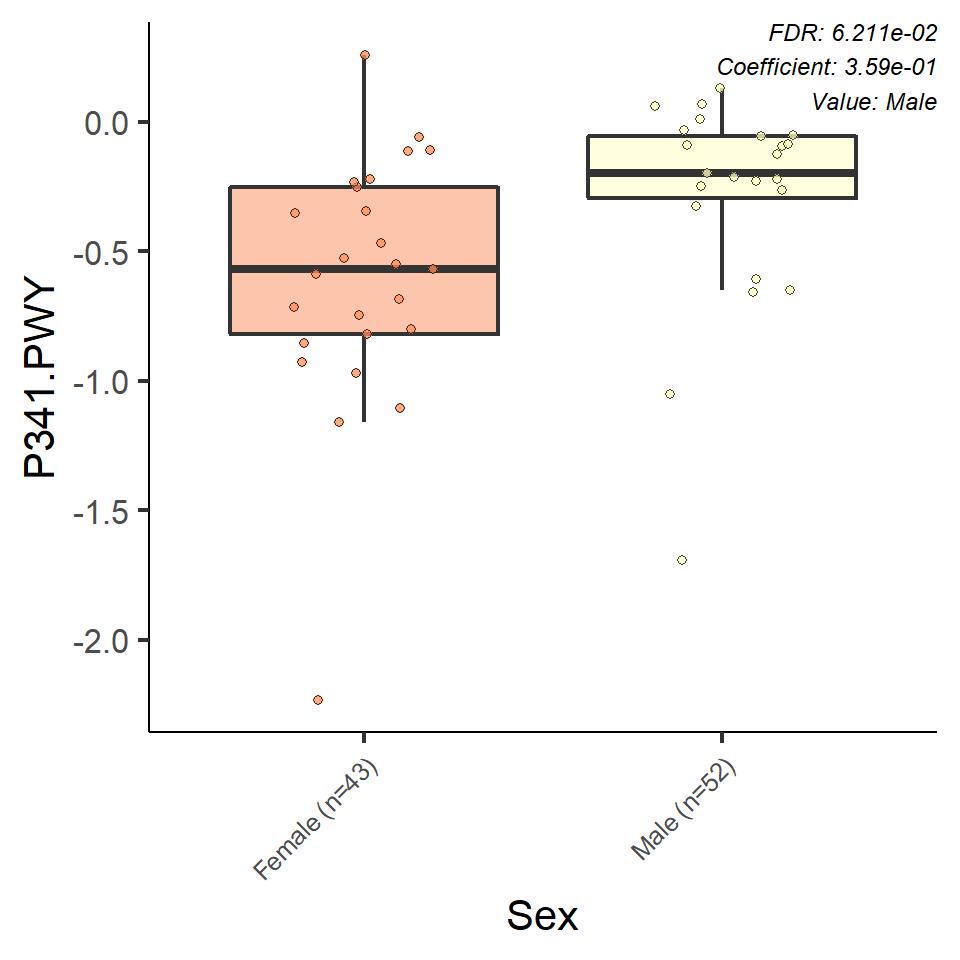 FDR: 6.211e-02
Coefficient: 3.59e-01
Value: Male
P341.PWY
0.0
-0.5
-1.0
-1.5
-2.0
Female (n=43)
Male (n=52)
Sex